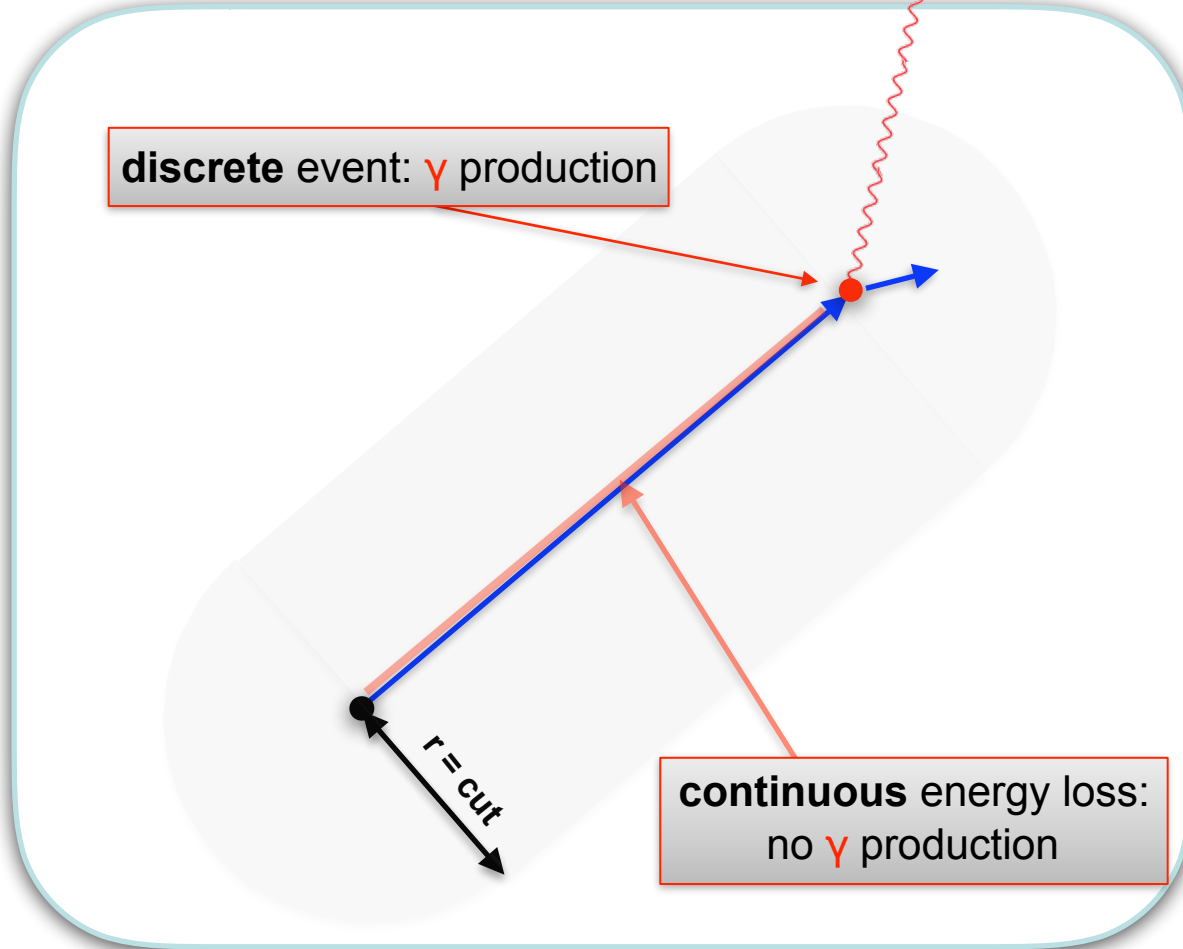 discrete event: γ production
r = cut
continuous energy loss:
no γ production